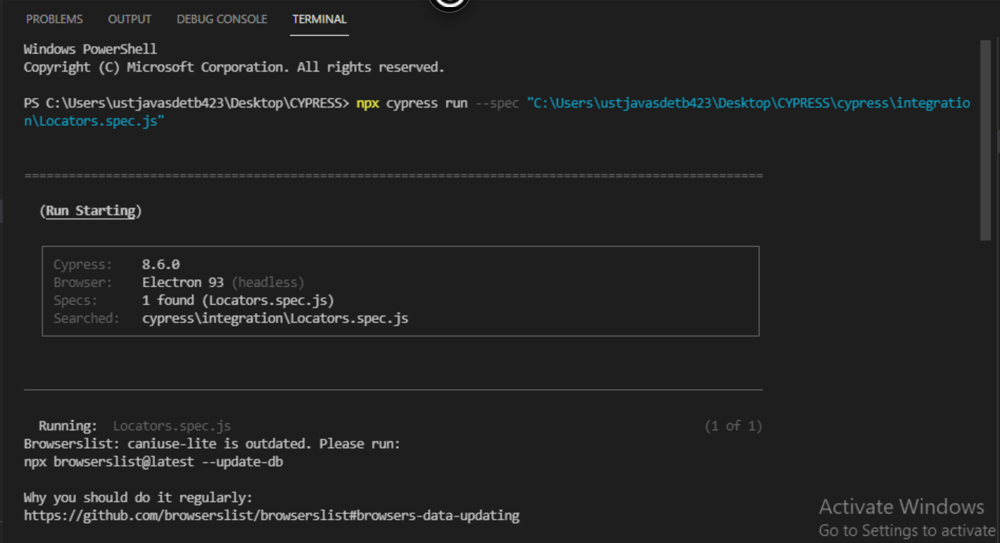 PROBLEMS OUTPUT DEBUG CONSOLE TERMINAL
Windows PowerShell
Copyright (C) Microsoft Corporation. All rights reserved.
PS C:\Users\ustjavasdetb423\Desktop\CYPRESS> npx cypress run --spec "C:\Users\ustjavasdetb423\Desktop\CYPRESS\cypress\integratio
n\Locators.spec.js"
====================================================================================================
(Run Starting)
Cypress: 8.6.0
Browser: Electron 93 (headless)
Specs: 1 found (Locators.spec.js)
Searched: cypress\integration\Locators.spec.js
Running: Locators.spec.js (1 of 1)
Browserslist: caniuse-lite is outdated. Please run:
npx browserslist@latest --update-db
Why you should do it regularly:
https://github.com/browserslist/browserslist#browsers-data-updating
Activate Windows
Go to Settings to activate